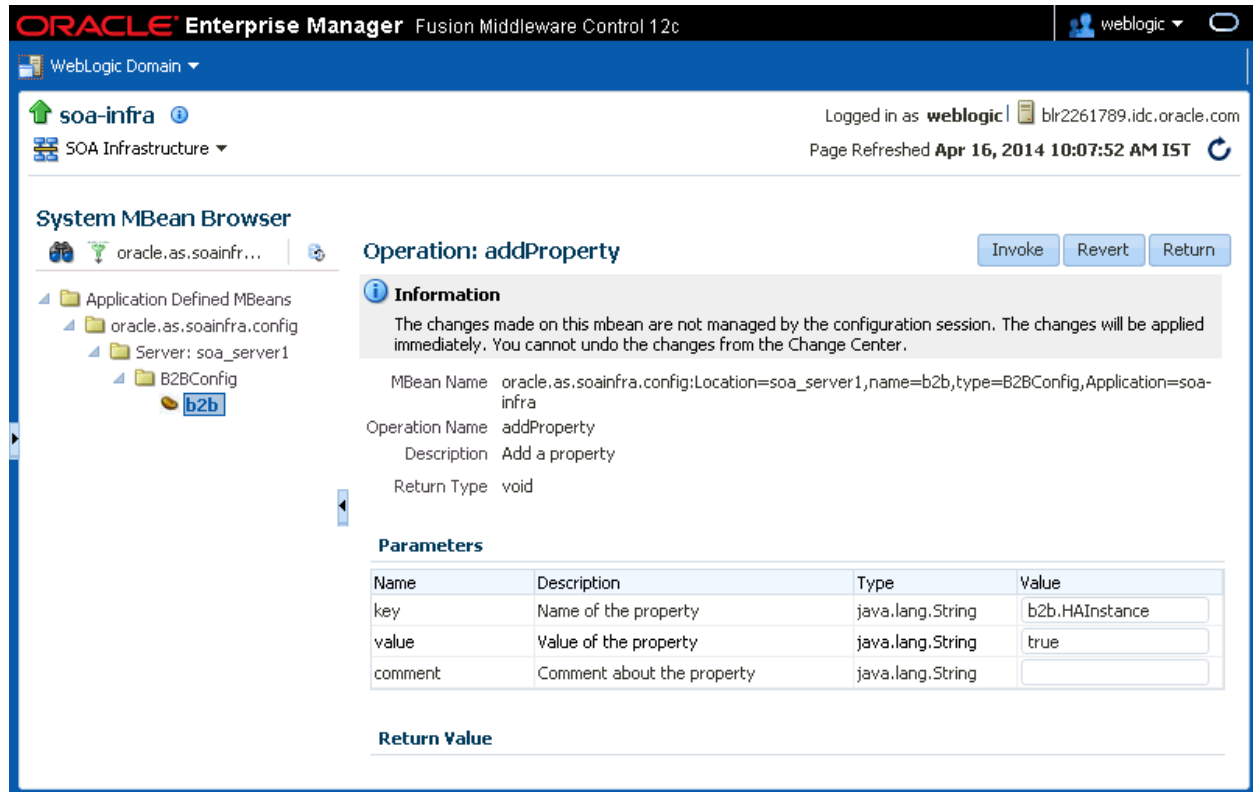 ORACLE Enterprise Manager Fusion Middleware Control 12c
weblogic
WebLogic Domain
soa-infra
Logged in as weblogic | blr2261789.idc.oracle.com
SOA Infrastructure
Page Refreshed Apr 16, 2014 10:07:52 AM IST
System MBean Browser
oracle.as.soainfr...
Application Defined MBeans
oracle.as.soainfra.config
Server: soa_server1
B2BConfig
b2b
Operation: addProperty
Invoke Revert Return
Information
The changes made on this mbean are not managed by the configuration session. The changes will be applied
immediately. You cannot undo the changes from the Change Center.
MBean Name oracle.as.soainfra.config:Location=soa_server1,name=b2b,type=B2BConfig,Application=soa-
infra
Operation Name addProperty
Description Add a property
Return Type void
Parameters
Name Description Type Value
key Name of the property java.lang.String b2b.HAInstance
value Value of the property java.lang.String true
comment Comment about the property java.lang.String
Return Value